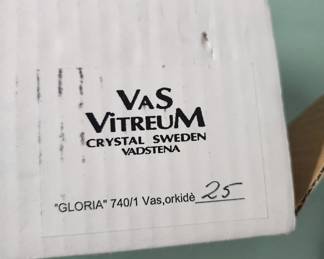 VAS
VITREUM
CRYSTAL SWEDEN
VADSTENA
"GLORIA" 740/1 Vas,orkidè 25